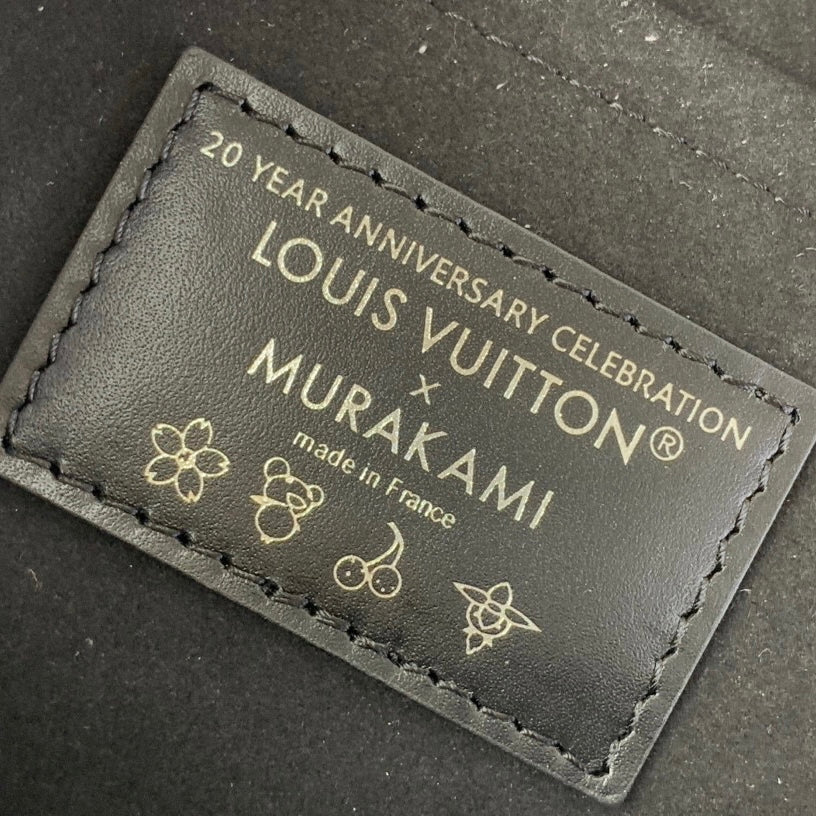 20 YEAR ANNIVERSARY CELEBRATION
LOUIS VUITTON®
×
MURAKAMI
made in France